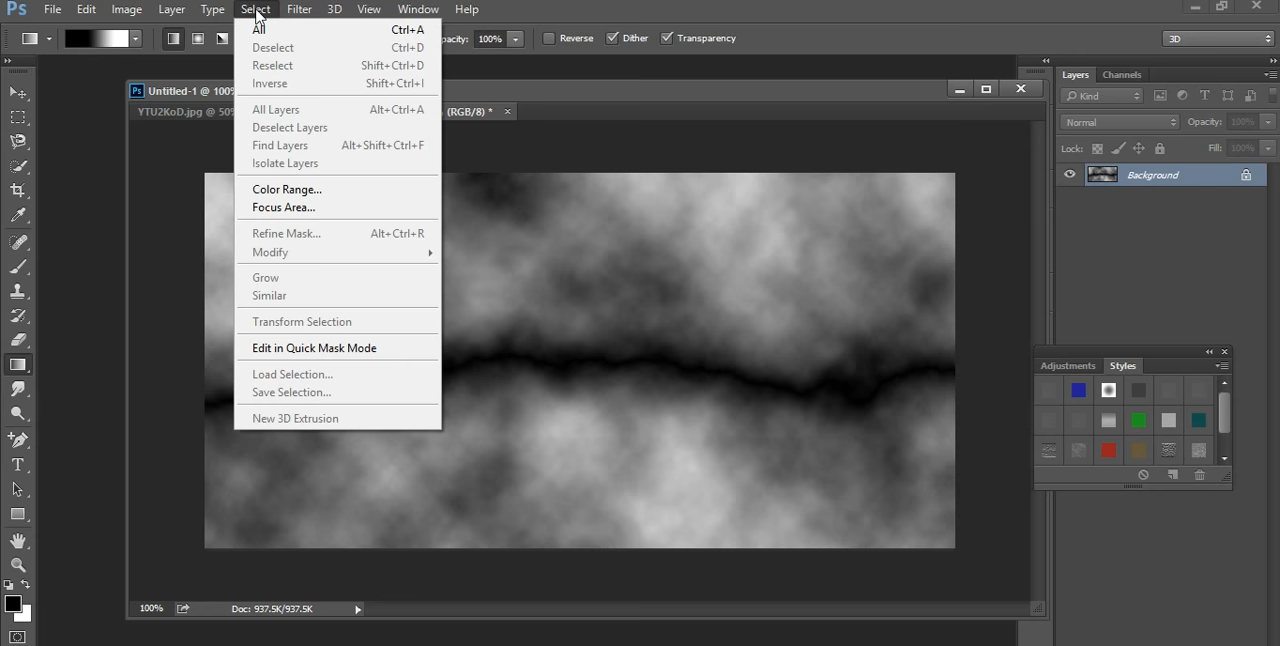 Ps File Edit Image Layer Type Select Filter 3D View Window Help
pacity: 100% Reverse Dither Transparency 3D
All Ctrl+A
Deselect Ctrl+D
Reselect Shift+Ctrl+D
Inverse Shift+Ctrl+I
All Layers Alt+Ctrl+A
Deselect Layers
Find Layers Alt+Shift+Ctrl+F
Isolate Layers
Color Range...
Focus Area...
Refine Mask... Alt+Ctrl+R
Modify
Grow
Similar
Transform Selection
Edit in Quick Mask Mode
Load Selection...
Save Selection...
New 3D Extrusion
Ps Untitled-1 @ 100%
YTU2KoD.jpg @ 50% (RGB/8) *
100% Doc: 937.5K/937.5K
Layers Channels
Kind
Normal Opacity: 100%
Lock: Fill: 100%
Background
Adjustments Styles